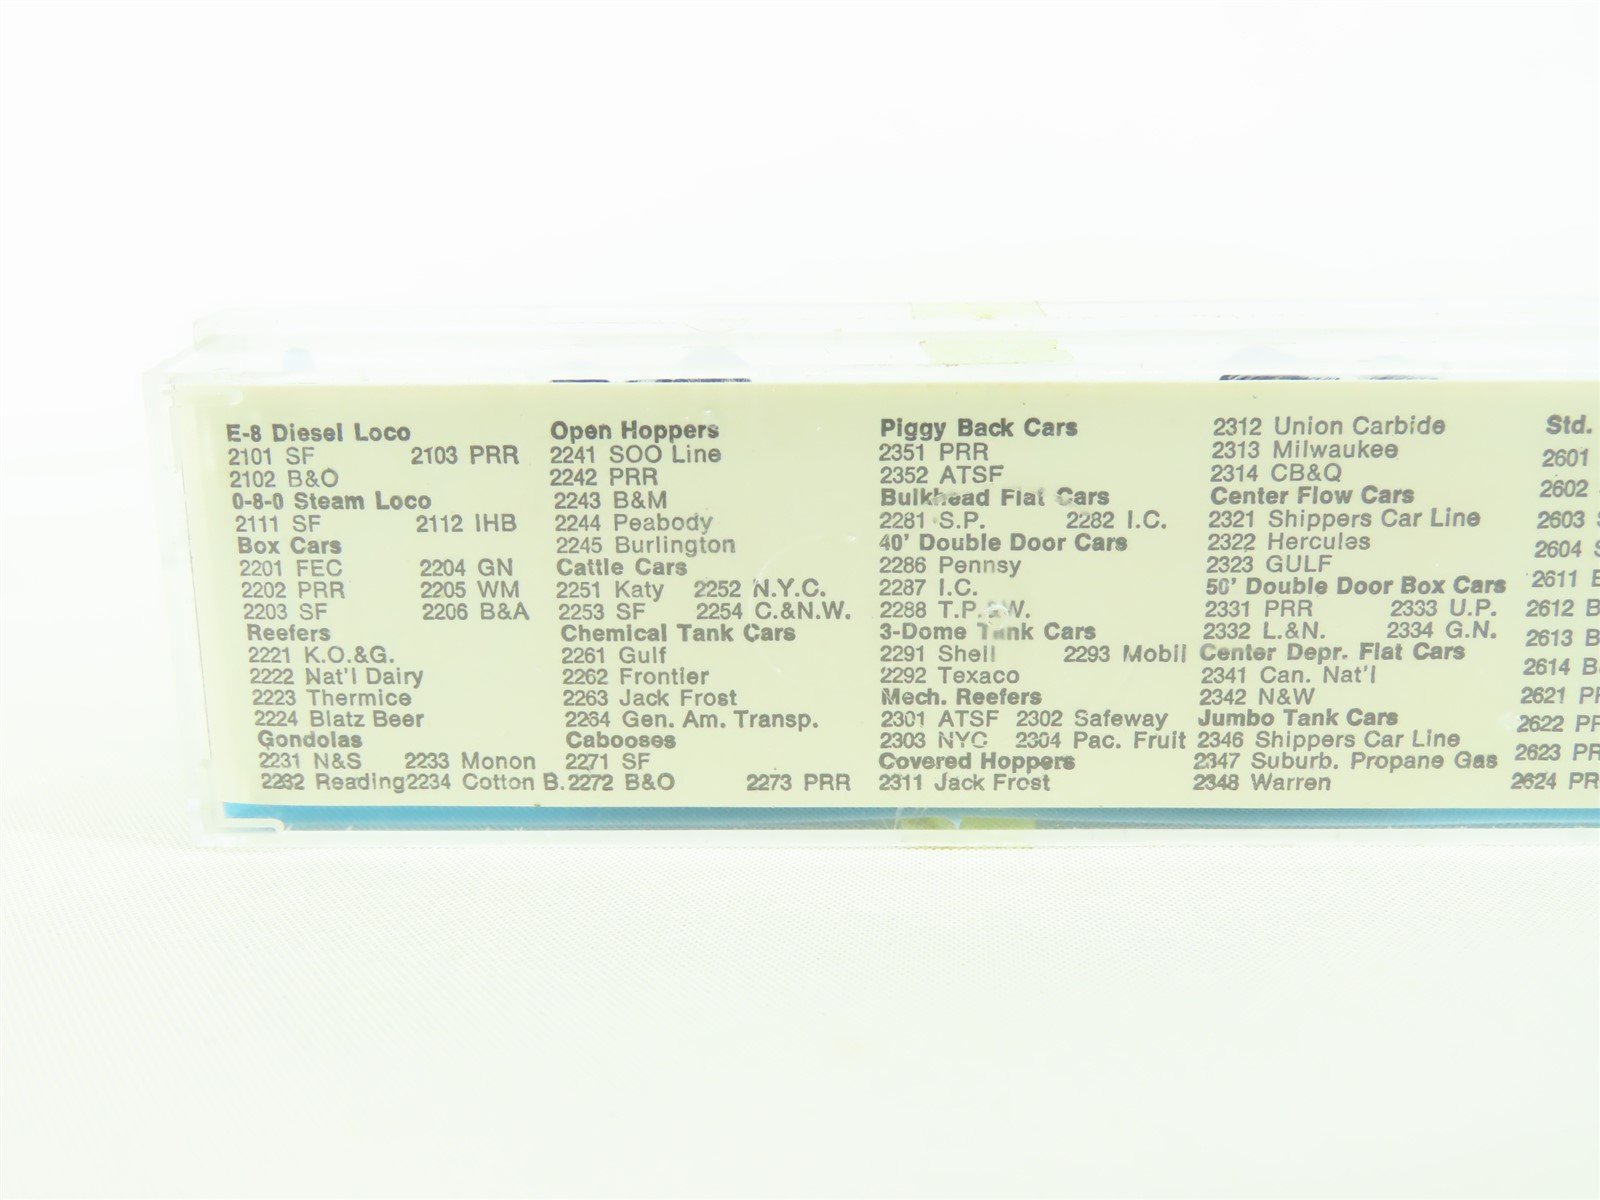 E-8 Diesel Loco
2101 SF 2103 PRR
2102 B&O
0-8-0 Steam Loco
2111 SF 2112 IHB
Box Cars
2201 FEC 2204 GN
2202 PRR 2205 WM
2203 SF 2206 B&A
Reefers
2221 K.O.&G.
2222 Nat'l Dairy
2223 Thermice
2224 Blatz Beer
Gondolas
2231 N&S 2233 Monon
2232 Reading 2234 Cotton B.
Open Hoppers
2241 SOO Line
2242 PRR
2243 B&M
2244 Peabody
2245 Burlington
Cattle Cars
2251 Katy 2252 N.Y.C.
2253 SF 2254 C.&N.W.
Chemical Tank Cars
2261 Gulf
2262 Frontier
2263 Jack Frost
2264 Gen. Am. Transp.
Cabooses
2271 SF
2272 B&O 2273 PRR
Piggy Back Cars
2351 PRR
2352 ATSF
Bulkhead Flat Cars
2281 S.P. 2282 I.C.
40' Double Door Cars
2286 Pennsy
2287 I.C.
2288 T.P.&W.
3-Dome Tank Cars
2291 Shell 2293 Mobil
2292 Texaco
Mech. Reefers
2301 ATSF 2302 Safeway
2303 NYC 2304 Pac. Fruit
Covered Hoppers
2311 Jack Frost
2312 Union Carbide
2313 Milwaukee
2314 CB&Q
Center Flow Cars
2321 Shippers Car Line
2322 Hercules
2323 GULF
50' Double Door Box Cars
2331 PRR 2333 U.P.
2332 L.&N. 2334 G.N.
Center Depr. Flat Cars
2341 Can. Nat'l
2342 N&W
Jumbo Tank Cars
2346 Shippers Car Line
2347 Suburb. Propane Gas
2348 Warren
Std.
2601
2602
2603
2604
2611
2612 B
2613 B
2614 B
2621
2622
2623 PR
2624 PR